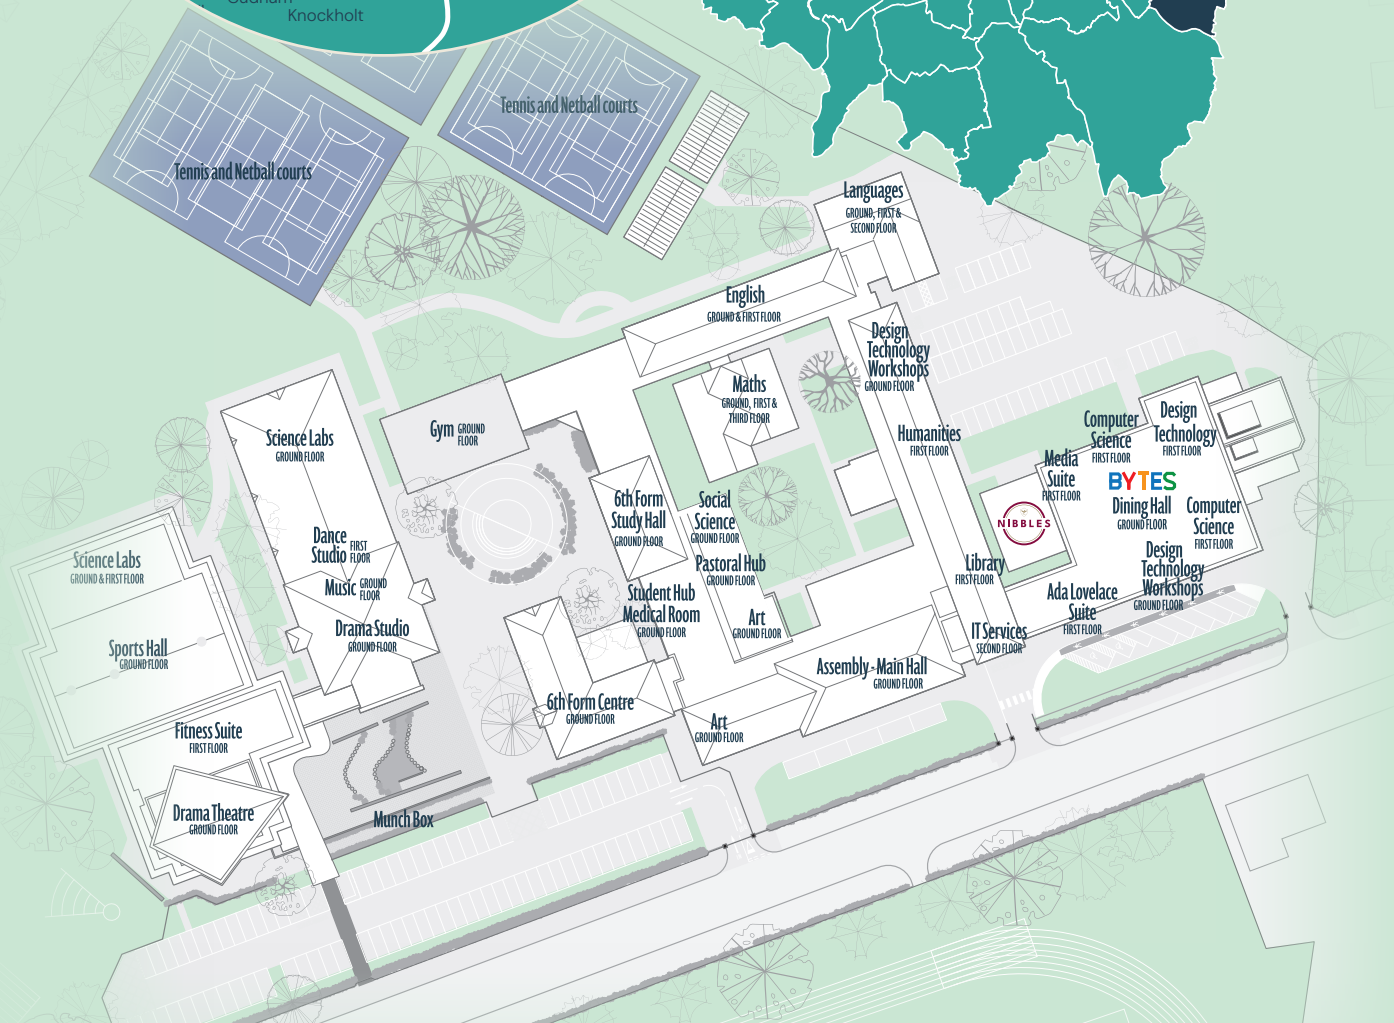 Knockholt
Tennis and Netball courts
Tennis and Netball courts
Languages
GROUND, FIRST &
SECOND FLOOR
English
GROUND & FIRST FLOOR
Design
Technology
Workshops
GROUND FLOOR
Maths
GROUND, FIRST &
THIRD FLOOR
Gym GROUND
FLOOR
Science Labs
GROUND FLOOR
Humanities
FIRST FLOOR
Computer
Science
FIRST FLOOR
Design
Technology
FIRST FLOOR
Media
Suite
FIRST FLOOR
BYTES
Dining Hall
GROUND FLOOR
Computer
Science
FIRST FLOOR
NIBBLES
6th Form
Study Hall
GROUND FLOOR
Social
Science
GROUND FLOOR
Pastoral Hub
GROUND FLOOR
Dance
Studio FIRST
FLOOR
Music GROUND
FLOOR
Drama Studio
GROUND FLOOR
Science Labs
GROUND & FIRST FLOOR
Sports Hall
GROUND FLOOR
Library
FIRST FLOOR
Design
Technology
Workshops
GROUND FLOOR
Ada Lovelace
Suite
FIRST FLOOR
Student Hub
Medical Room
GROUND FLOOR
Art
GROUND FLOOR
IT Services
SECOND FLOOR
Assembly - Main Hall
GROUND FLOOR
6th Form Centre
GROUND FLOOR
Art
GROUND FLOOR
Fitness Suite
FIRST FLOOR
Drama Theatre
GROUND FLOOR
Munch Box